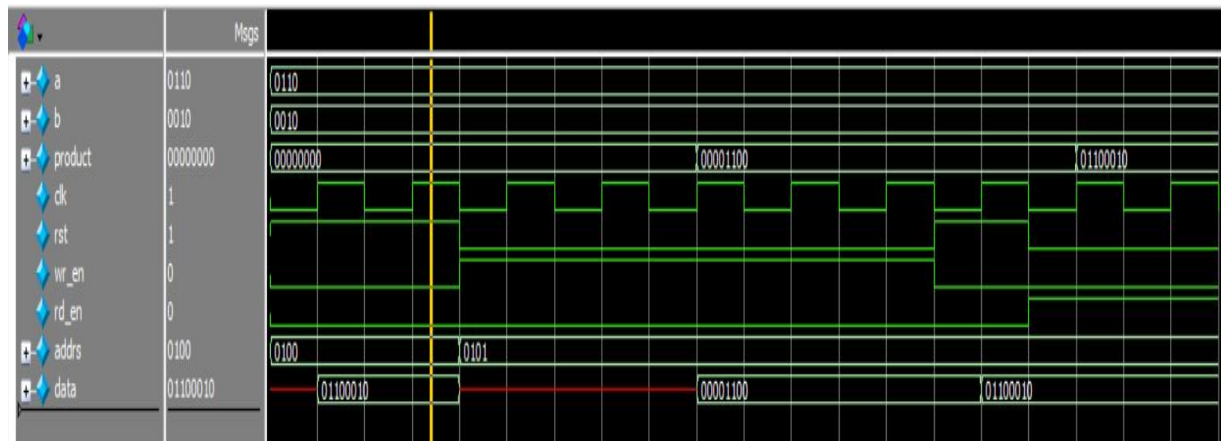 Msgs
a 0110 0110
b 0010 0010
product 00000000 00000000 00001100 01100010
clk 1
rst 1
wr_en 0
rd_en 0
addrs 0100 0100 0101
data 01100010 01100010 00001100 01100010